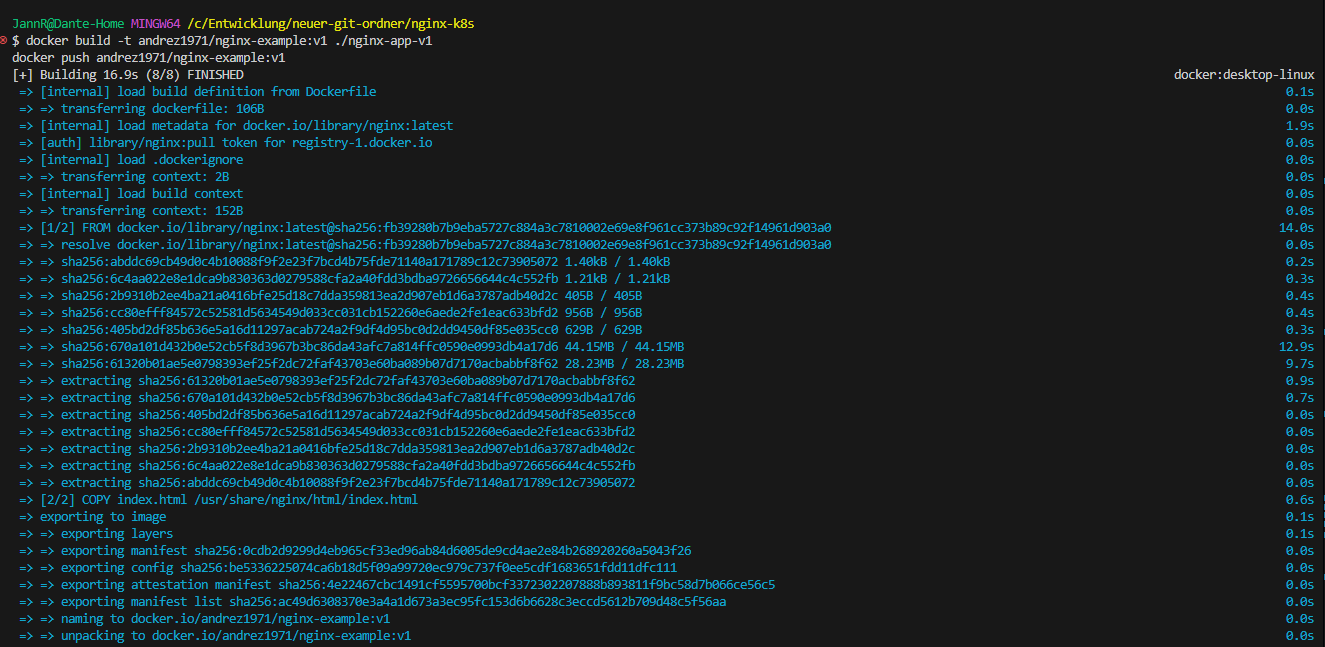 JannR@Dante-Home MINGW64 /c/Entwicklung/neuer-git-ordner/nginx-k8s
$ docker build -t andrez1971/nginx-example:v1 ./nginx-app-v1
docker push andrez1971/nginx-example:v1
[+] Building 16.9s (8/8) FINISHED docker:desktop-linux
=> [internal] load build definition from Dockerfile 0.1s
=> => transferring dockerfile: 106B 0.0s
=> [internal] load metadata for docker.io/library/nginx:latest 1.9s
=> [auth] library/nginx:pull token for registry-1.docker.io 0.0s
=> [internal] load .dockerignore 0.0s
=> => transferring context: 2B 0.0s
=> [internal] load build context 0.0s
=> => transferring context: 152B 0.0s
=> [1/2] FROM docker.io/library/nginx:latest@sha256:fb39280b7b9eba5727c884a3c7810002e69e8f961cc373b89c92f14961d903a0 14.0s
=> => resolve docker.io/library/nginx:latest@sha256:fb39280b7b9eba5727c884a3c7810002e69e8f961cc373b89c92f14961d903a0 0.0s
=> => sha256:abddc69cb49d0c4b10088f9f2e23f7bcd4b75fde71140a171789c12c73905072 1.40kB / 1.40kB 0.2s
=> => sha256:6c4aa022e8e1dca9b830363d0279588cfa2a40fdd3bdba9726656644c4c552fb 1.21kB / 1.21kB 0.3s
=> => sha256:2b9310b2ee4ba21a0416bfe25d18c7dda359813ea2d907eb1d6a3787adb40d2c 405B / 405B 0.4s
=> => sha256:cc80efff84572c52581d5634549d033cc031cb152260e6aede2fe1eac633bfd2 956B / 956B 0.4s
=> => sha256:405bd2df85b636e5a16d11297acab724a2f9df4d95bc0d2dd9450df85e035cc0 629B / 629B 0.3s
=> => sha256:670a101d432b0e52cb5f8d3967b3bc86da43afc7a814ffc0590e0993db4a17d6 44.15MB / 44.15MB 12.9s
=> => sha256:61320b01ae5e0798393ef25f2dc72faf43703e60ba089b07d7170acbabbf8f62 28.23MB / 28.23MB 9.7s
=> => extracting sha256:61320b01ae5e0798393ef25f2dc72faf43703e60ba089b07d7170acbabbf8f62 0.9s
=> => extracting sha256:670a101d432b0e52cb5f8d3967b3bc86da43afc7a814ffc0590e0993db4a17d6 0.7s
=> => extracting sha256:405bd2df85b636e5a16d11297acab724a2f9df4d95bc0d2dd9450df85e035cc0 0.0s
=> => extracting sha256:cc80efff84572c52581d5634549d033cc031cb152260e6aede2fe1eac633bfd2 0.0s
=> => extracting sha256:2b9310b2ee4ba21a0416bfe25d18c7dda359813ea2d907eb1d6a3787adb40d2c 0.0s
=> => extracting sha256:6c4aa022e8e1dca9b830363d0279588cfa2a40fdd3bdba9726656644c4c552fb 0.0s
=> => extracting sha256:abddc69cb49d0c4b10088f9f2e23f7bcd4b75fde71140a171789c12c73905072 0.0s
=> [2/2] COPY index.html /usr/share/nginx/html/index.html 0.6s
=> exporting to image 0.1s
=> => exporting layers 0.1s
=> => exporting manifest sha256:0cdb2d9299d4eb965cf33ed96ab84d6005de9cd4ae2e84b268920260a5043f26 0.0s
=> => exporting config sha256:be5336225074ca6b18d5f09a99720ec979c737f0ee5cdf1683651fdd11dfc111 0.0s
=> => exporting attestation manifest sha256:4e22467cbc1491cf5595700bcf3372302207888b893811f9bc58d7b066ce56c5 0.0s
=> => exporting manifest list sha256:ac49d6308370e3a4a1d673a3ec95fc153d6b6628c3eccd5612b709d48c5f56aa 0.0s
=> => naming to docker.io/andrez1971/nginx-example:v1 0.0s
=> => unpacking to docker.io/andrez1971/nginx-example:v1 0.0s